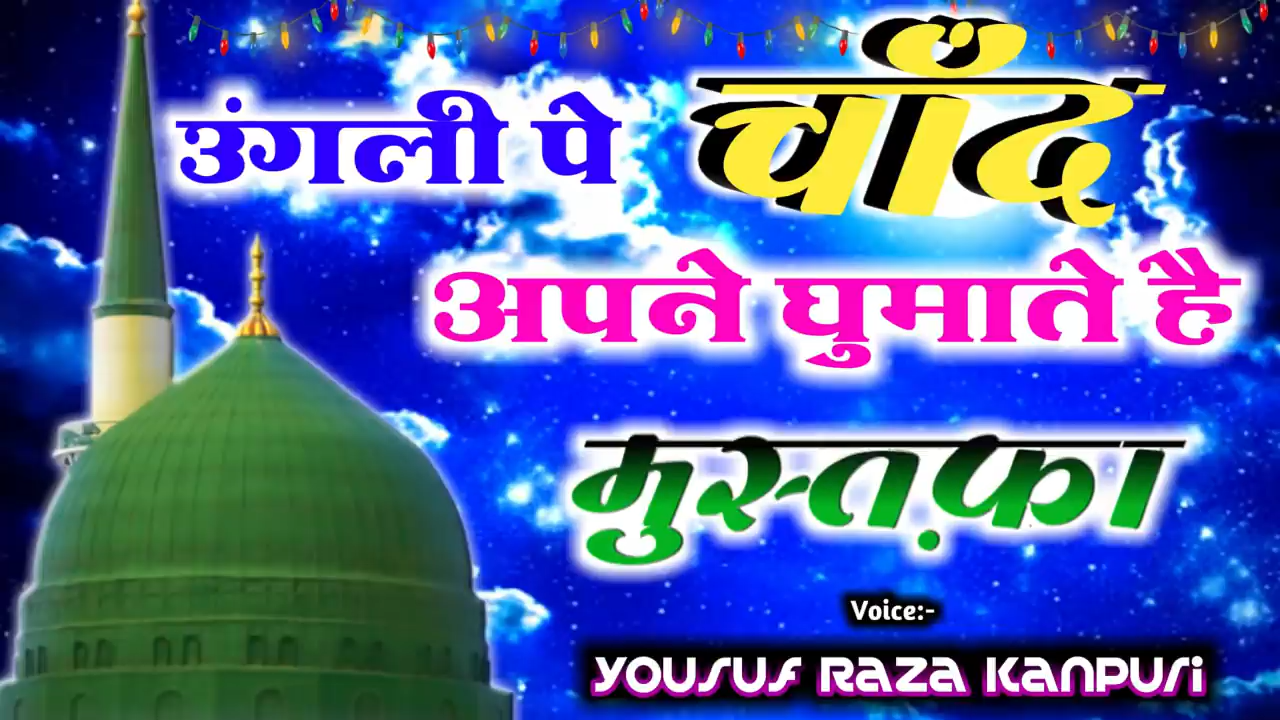 उंगली पे चाँद
अपने घुमाते है
मुस्तफ़ा
Voice:-
YOUSUF RAZA KANPURI